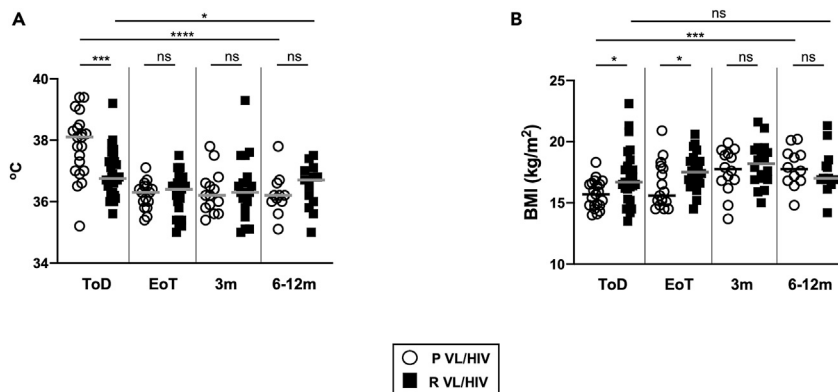 A
*
****
***
ns
ns
ns
°C
40
38
36
34
ToD
EoT
3m
6-12m
B
ns
***
*
*
ns
ns
BMI (kg/m²)
25
20
15
10
ToD
EoT
3m
6-12m
P VL/HIV
R VL/HIV